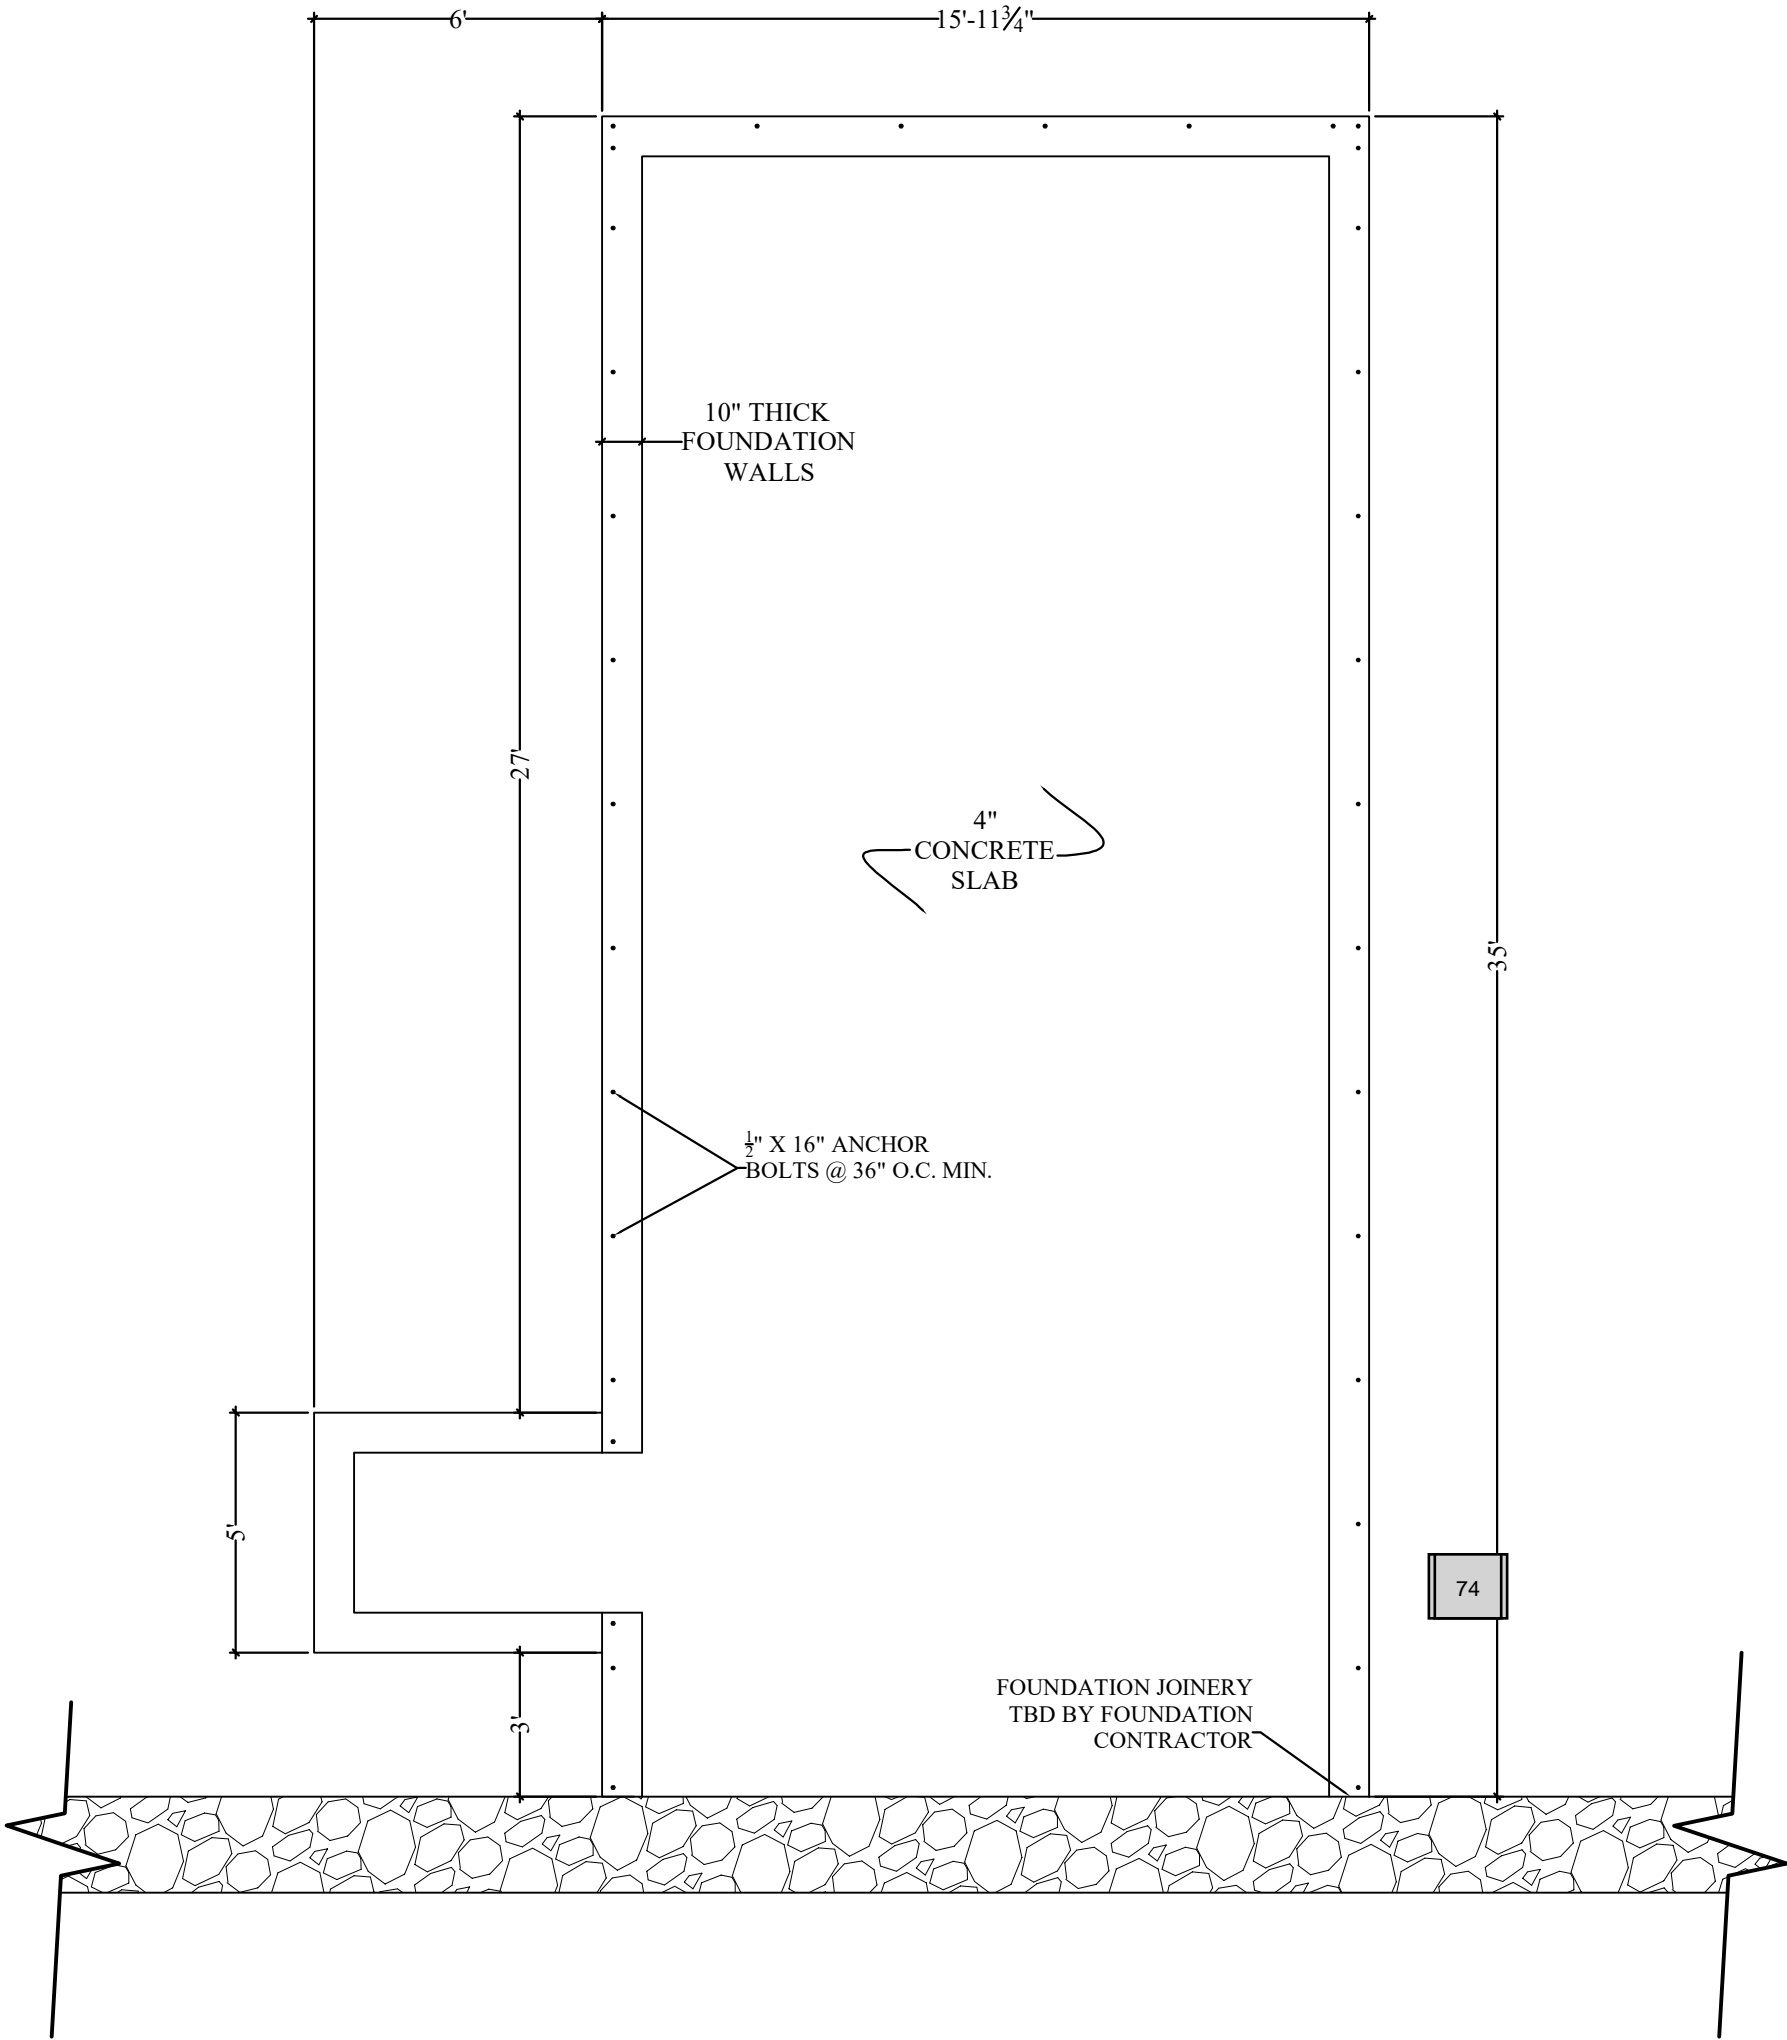 6'
15'-11¾"
10" THICK
FOUNDATION
WALLS
27'
4"
CONCRETE
SLAB
35'
½" X 16" ANCHOR
BOLTS @ 36" O.C. MIN.
5'
74
3'
FOUNDATION JOINERY
TBD BY FOUNDATION
CONTRACTOR